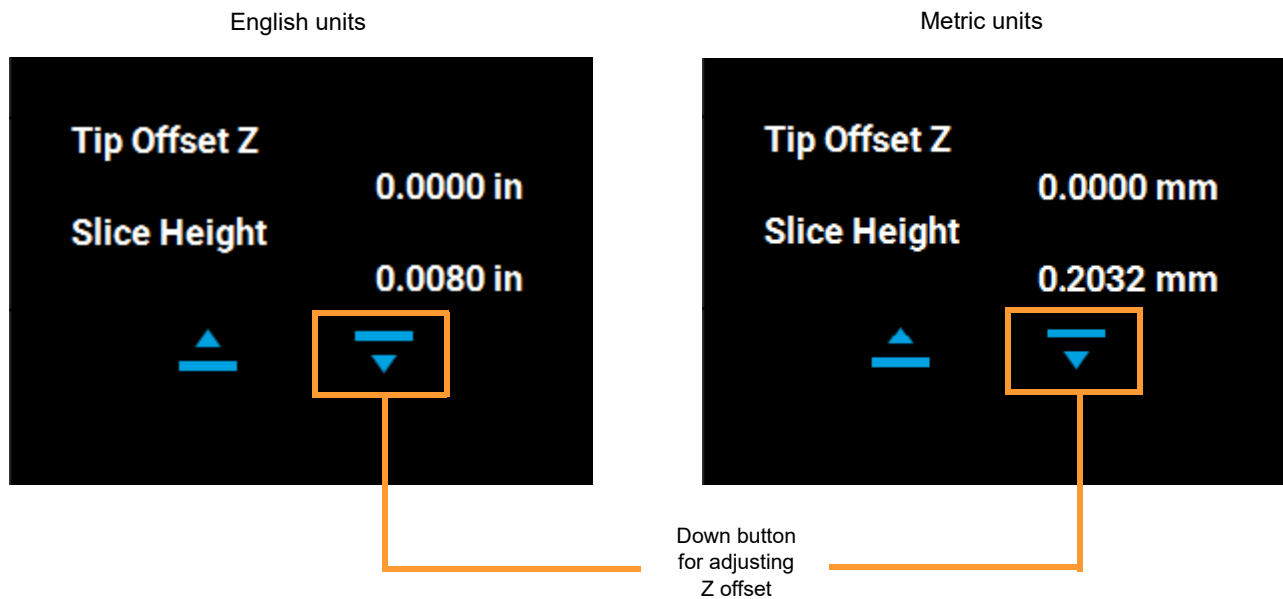 English units
Metric units
Tip Offset Z
0.0000 in
Slice Height
0.0080 in
Tip Offset Z
0.0000 mm
Slice Height
0.2032 mm
Down button
for adjusting
Z offset